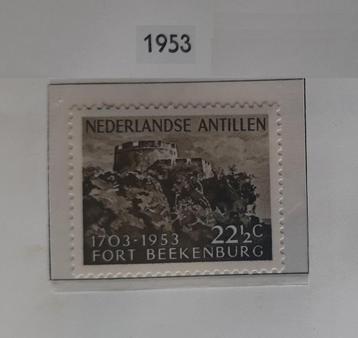 1953
NEDERLANDSE ANTILLEN
1703-1953 22½C
FORT BEEKENBURG